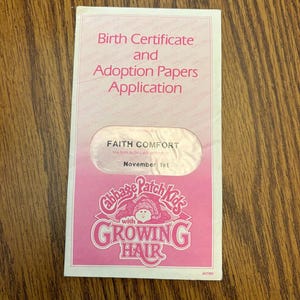 Birth Certificate
and
Adoption Papers
Application
FAITH COMFORT
November 1st
Cabbage Patch Kids
with
GROWING
HAIR